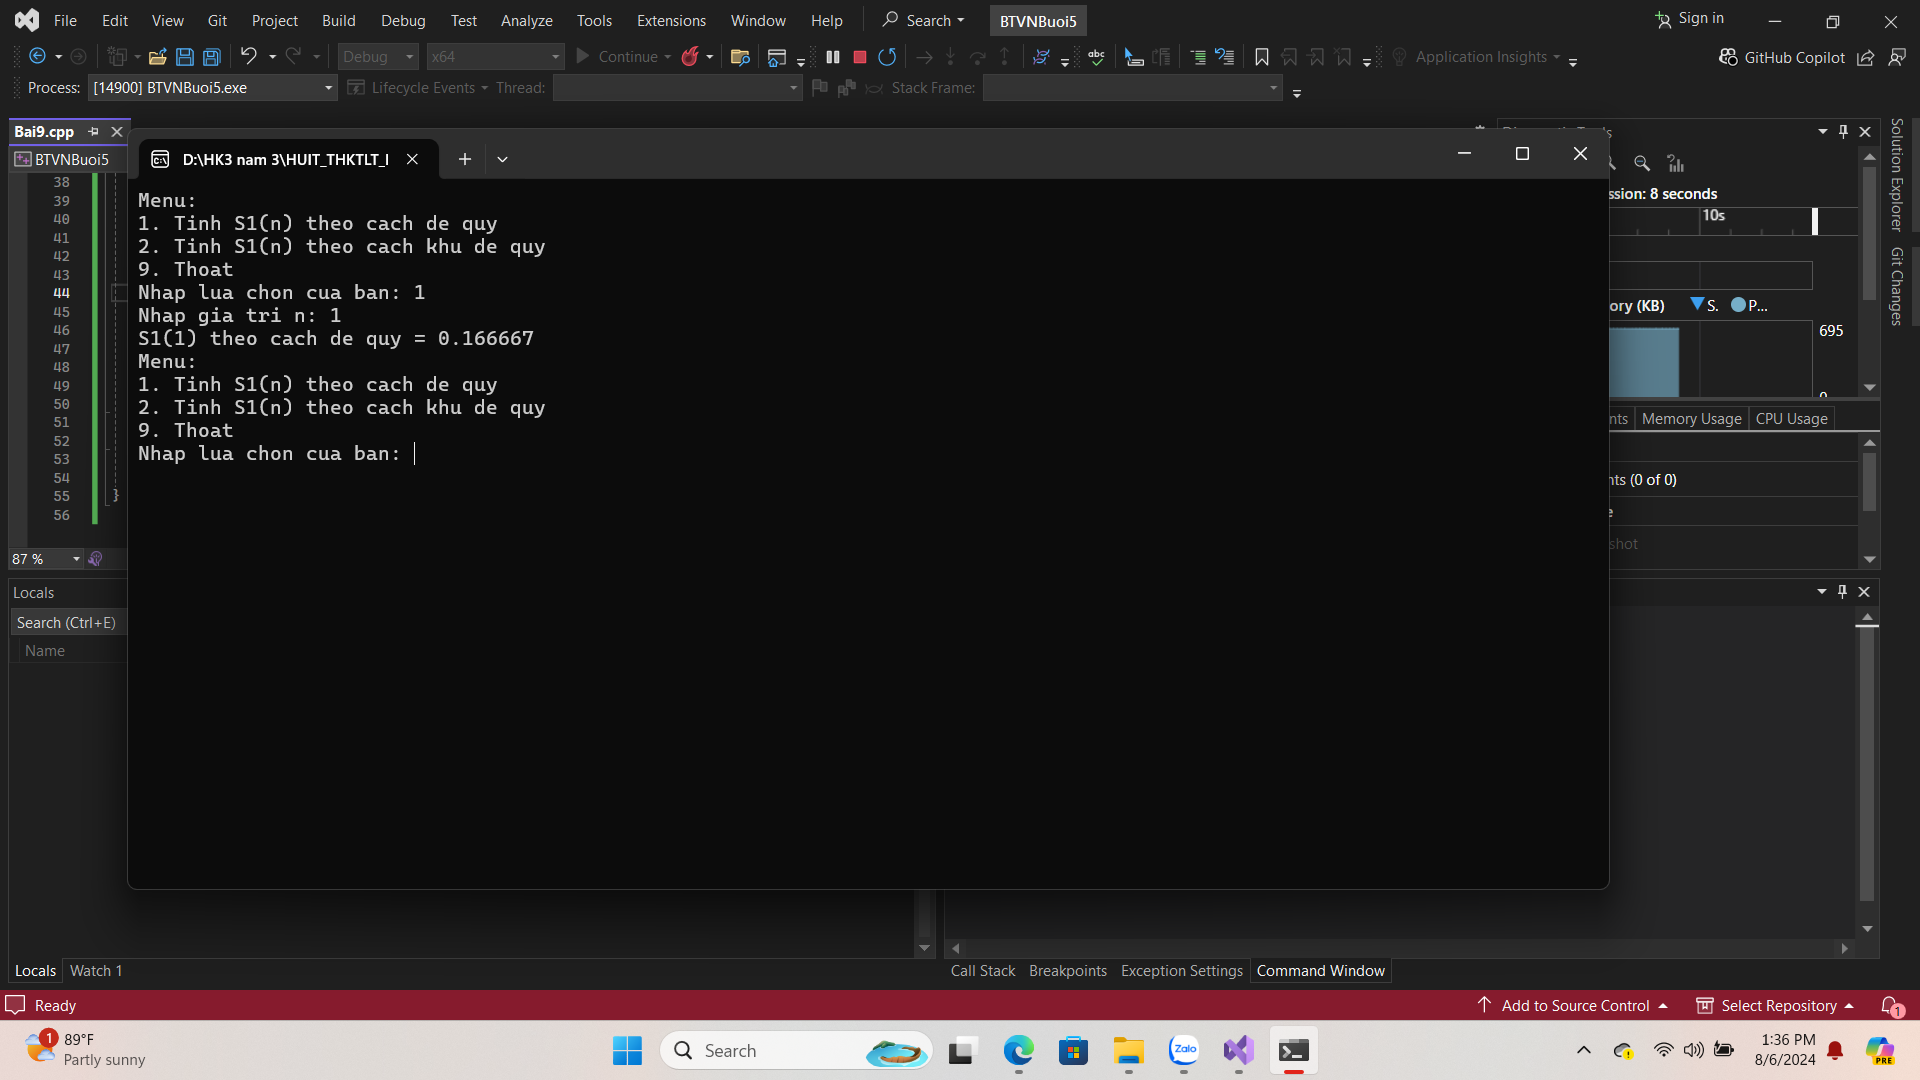 File Edit View Git Project Build Debug Test Analyze Tools Extensions Window Help Search BTVNBuoi5 Sign in
Debug x64 Continue abc Application Insights GitHub Copilot
Process: [14900] BTVNBuoi5.exe Lifecycle Events Thread: Stack Frame:
Bai9.cpp
BTVNBuoi5
38
39
40
41
42
43
44
45
46
47
48
49
50
51
52
53
54
55 }
56
87 %
D:\HK3 nam 3\HUIT_THKTLT_
Menu:
1. Tinh S1(n) theo cach de quy
2. Tinh S1(n) theo cach khu de quy
9. Thoat
Nhap lua chon cua ban: 1
Nhap gia tri n: 1
S1(1) theo cach de quy = 0.166667
Menu:
1. Tinh S1(n) theo cach de quy
2. Tinh S1(n) theo cach khu de quy
9. Thoat
Nhap lua chon cua ban:
ssion: 8 seconds
10s
ory (KB) S. P...
695
0
nts Memory Usage CPU Usage
nts (0 of 0)
e
shot
Solution Explorer
Git Changes
Locals
Search (Ctrl+E)
Name
Locals Watch 1
Call Stack Breakpoints Exception Settings Command Window
Ready
Add to Source Control Select Repository 1
1 89°F
Partly sunny
Search
Zalo
1:36 PM
8/6/2024
PRE